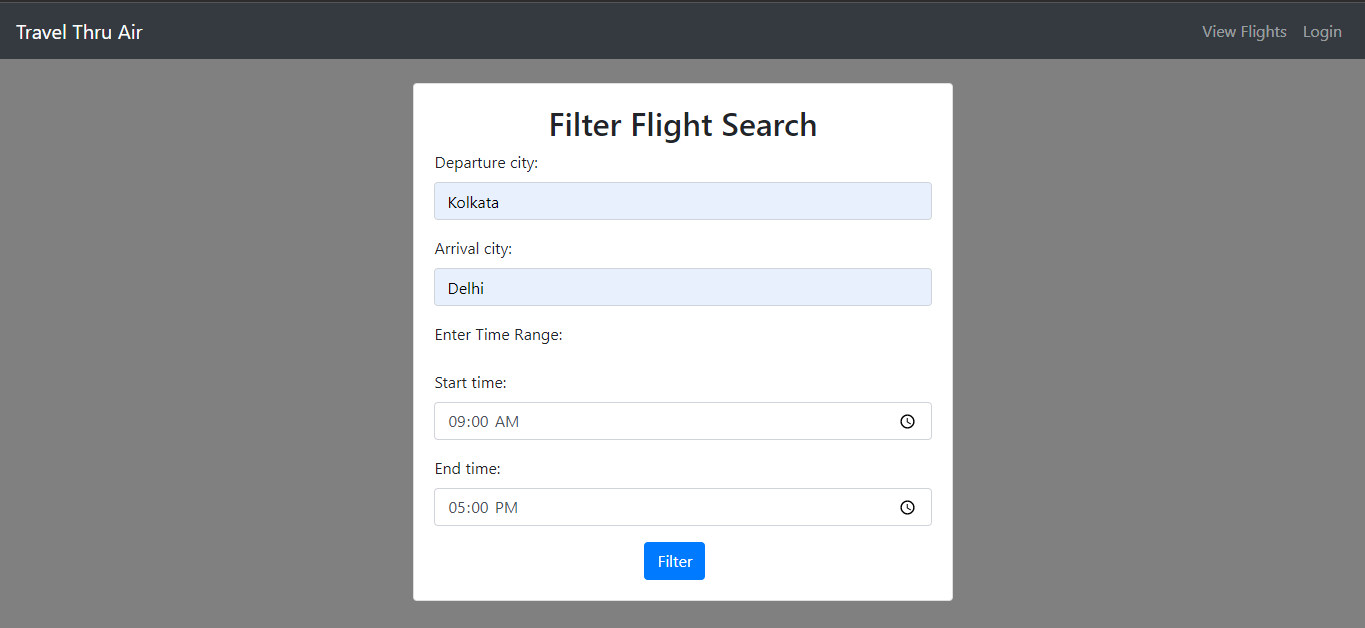 Travel Thru Air View Flights Login
Filter Flight Search
Departure city:
Kolkata
Arrival city:
Delhi
Enter Time Range:
Start time:
09:00 AM
End time:
05:00 PM
Filter